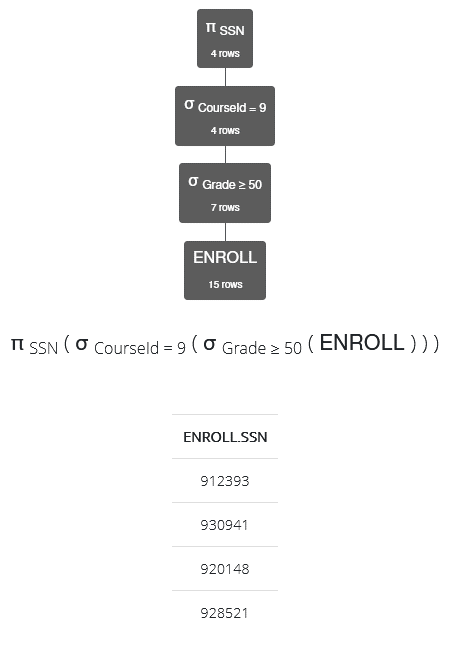 π SSN
4 rows
σ CourseId = 9
4 rows
σ Grade ≥ 50
7 rows
ENROLL
15 rows
π SSN ( σ CourseId = 9 ( σ Grade ≥ 50 ( ENROLL ) ) )
ENROLL.SSN
912393
930941
920148
928521